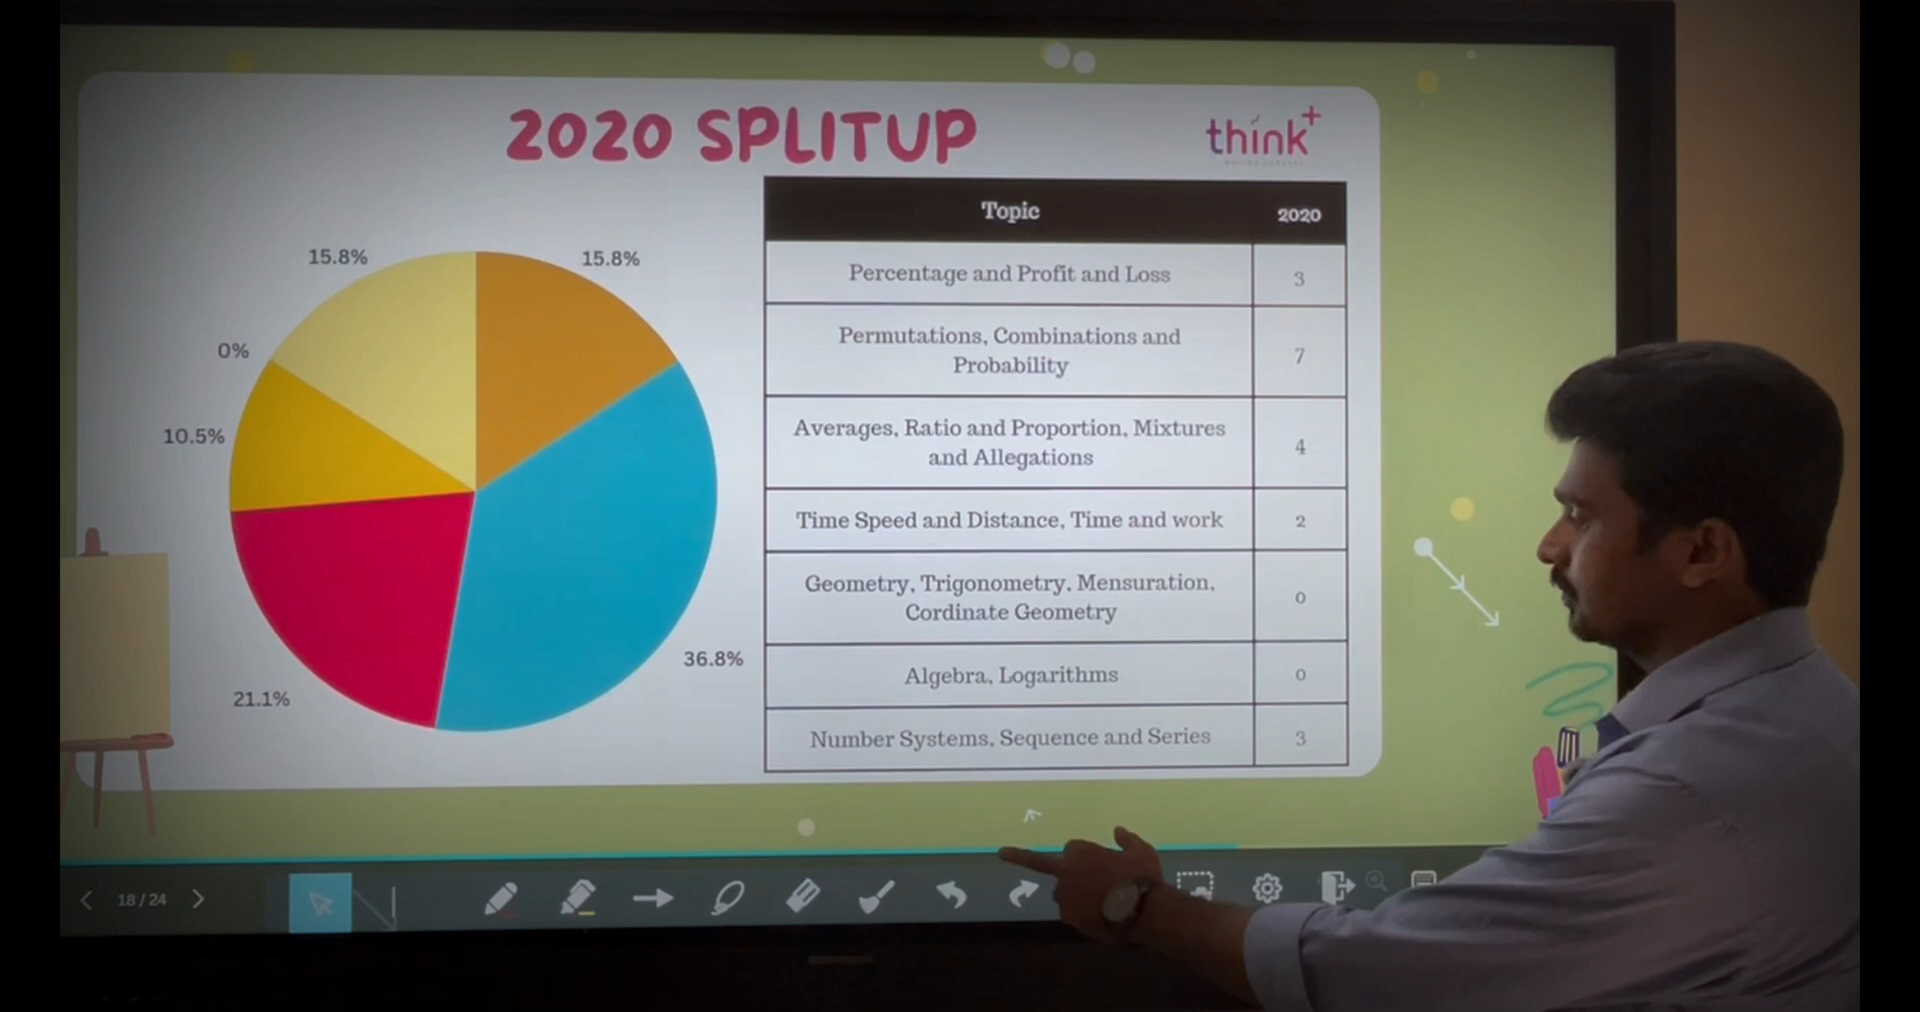 2020 SPLITUP
think+
15.8%
15.8%
0%
10.5%
36.8%
21.1%
Topic 2020
Percentage and Profit and Loss 3
Permutations, Combinations and
Probability 7
Averages, Ratio and Proportion, Mixtures
and Allegations 4
Time Speed and Distance, Time and work 2
Geometry, Trigonometry, Mensuration,
Cordinate Geometry 0
Algebra, Logarithms 0
Number Systems, Sequence and Series 3
18 / 24